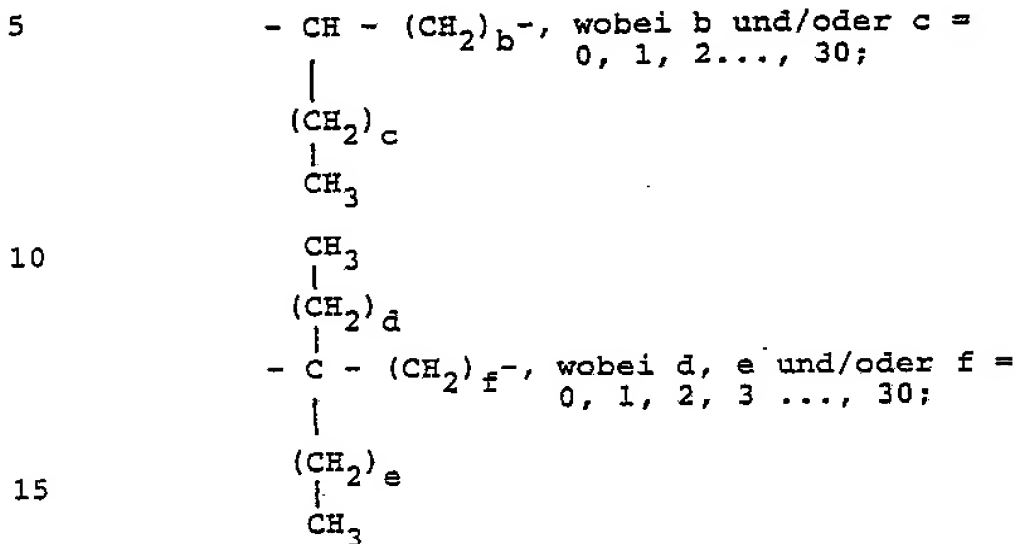 5 - CH - (CH2)b-, wobei b und/oder c =
0, 1, 2..., 30;
|
(CH2)c
|
CH3
10 CH3
|
(CH2)d
|
- C - (CH2)f-, wobei d, e und/oder f =
0, 1, 2, 3 ..., 30;
|
(CH2)e
15 |
CH3